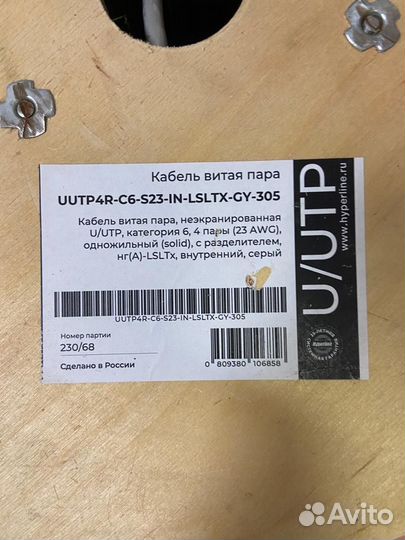 Кабель витая пара
UUTP4R-C6-S23-IN-LSLTX-GY-305
Кабель витая пара, неэкранированная
U/UTP, категория 6, 4 пары (23 AWG),
одножильный (solid), с разделителем,
нг(А)-LSLTx, внутренний, серый
UUTP4R-C6-S23-IN-LSLTX-GY-305
Номер партии
230/68
Сделано в России
0 809380 106858
U/UTP
www.hyperline.ru
Hyperline
Avito